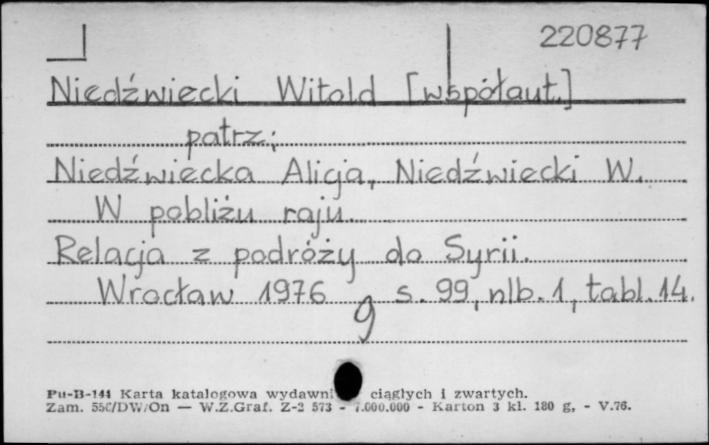 220877
Niedźwiecki Witold [współaut.]
patrz:
Niedźwiecka Alicja, Niedźwiecki W.
W pobliżu raju.
Relacja z podróży do Syrii.
Wrocław 1976 s. 99, nlb. 1, tabl. 14.
g
Pu-B-144 Karta katalogowa wydawni ciągłych i zwartych.
Zam. 55C/DW/On — W.Z.Graf. Z-2 573 - 7.000.000 - Karton 3 kl. 180 g, - V.76.